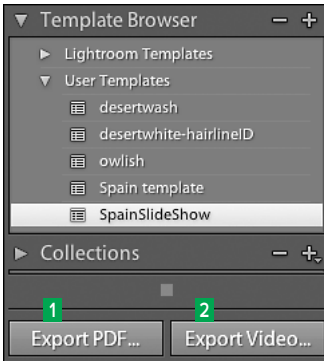 Template Browser
Lightroom Templates
User Templates
desertwash
desertwhite-hairlineID
owlish
Spain template
SpainSlideShow
Collections
1 2
Export PDF... Export Video...